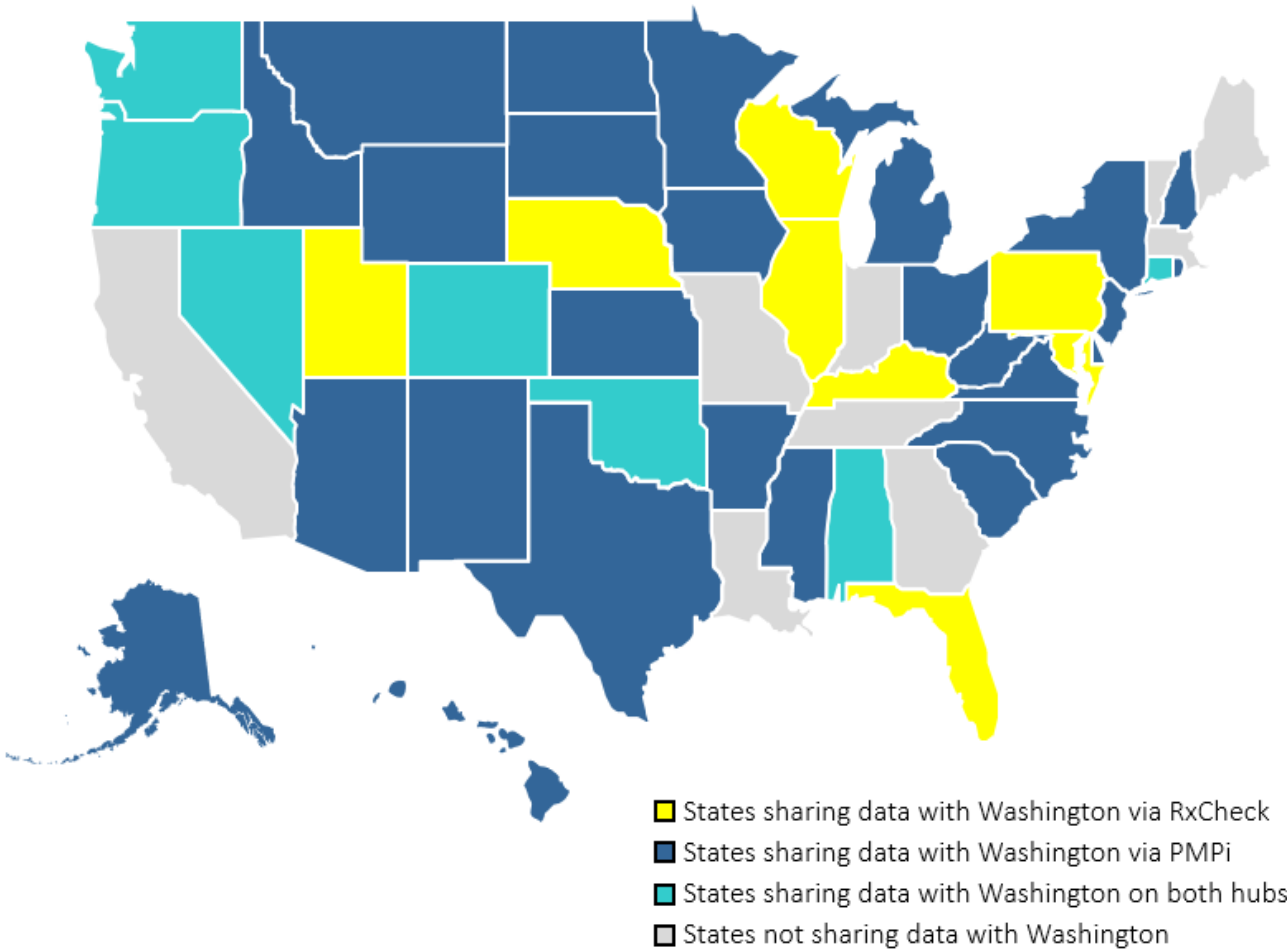 States sharing data with Washington via RxCheck
States sharing data with Washington via PMPi
States sharing data with Washington on both hubs
States not sharing data with Washington